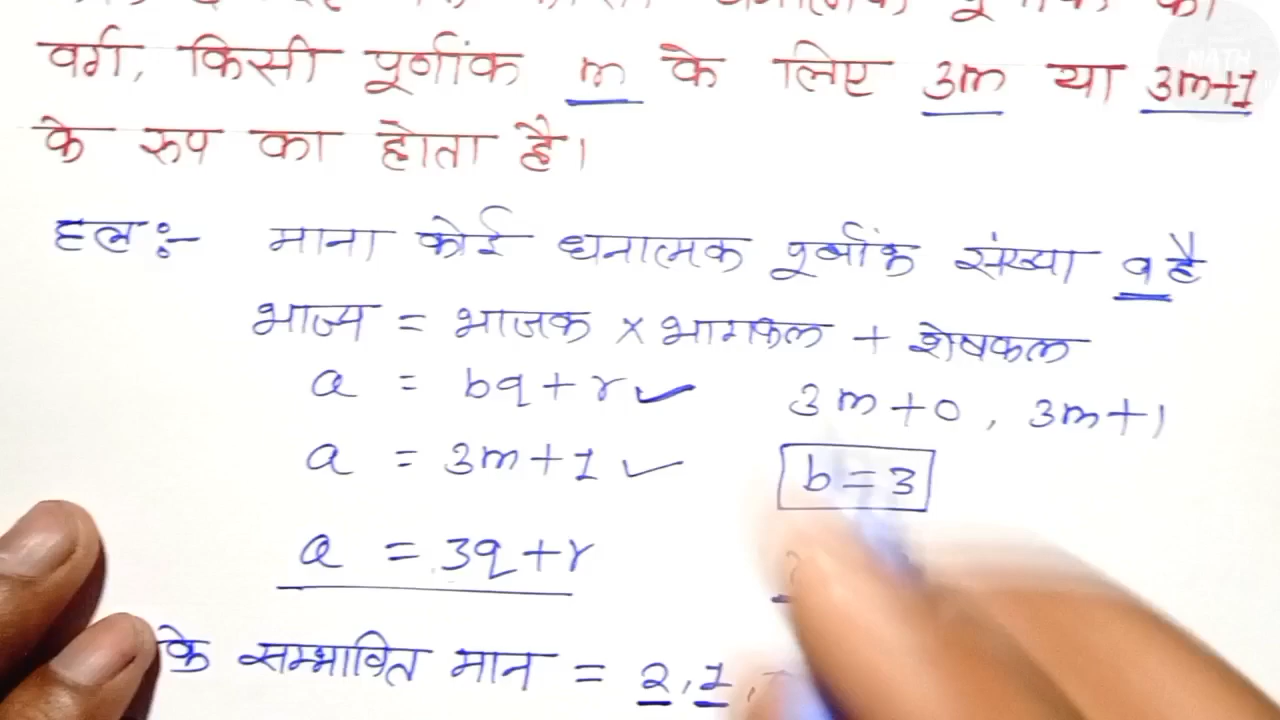 वर्ग, किसी पूर्णांक m के लिए 3m या 3m+1
के रुप का होता है।
हल:- माना कोई धनात्मक पूर्णांक संख्या a है
भाज्य = भाजक × भागफल + शेषफल
a = bq + r ✓ 3m+0, 3m+1
a = 3m+1 ✓ b = 3
a = 3q+r
के सम्भावित मान = 2, 1,
MATH